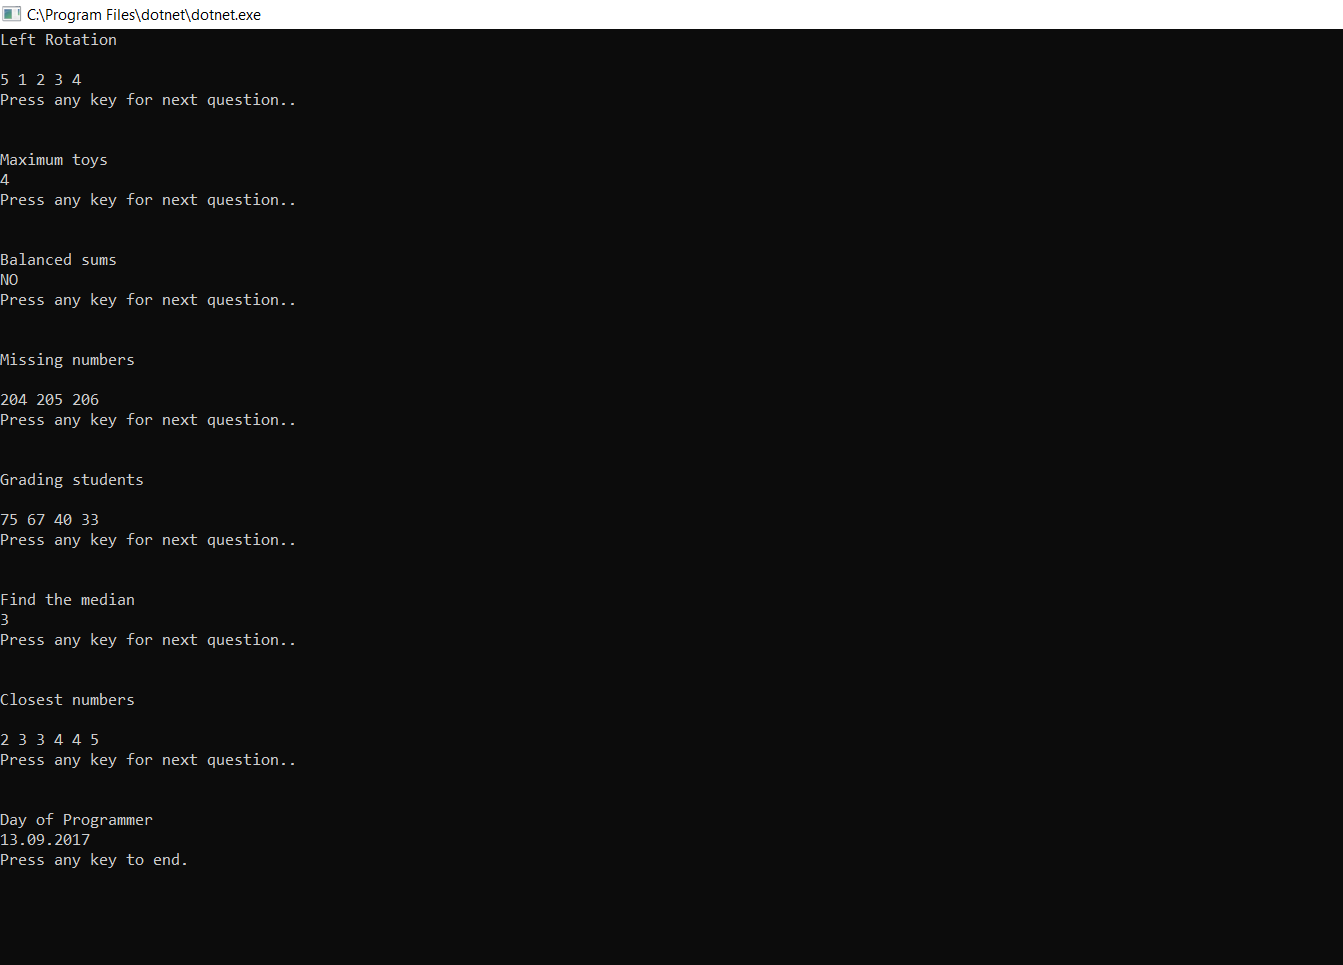 C:\Program Files\dotnet\dotnet.exe
Left Rotation
5 1 2 3 4
Press any key for next question..
Maximum toys
4
Press any key for next question..
Balanced sums
NO
Press any key for next question..
Missing numbers
204 205 206
Press any key for next question..
Grading students
75 67 40 33
Press any key for next question..
Find the median
3
Press any key for next question..
Closest numbers
2 3 3 4 4 5
Press any key for next question..
Day of Programmer
13.09.2017
Press any key to end.